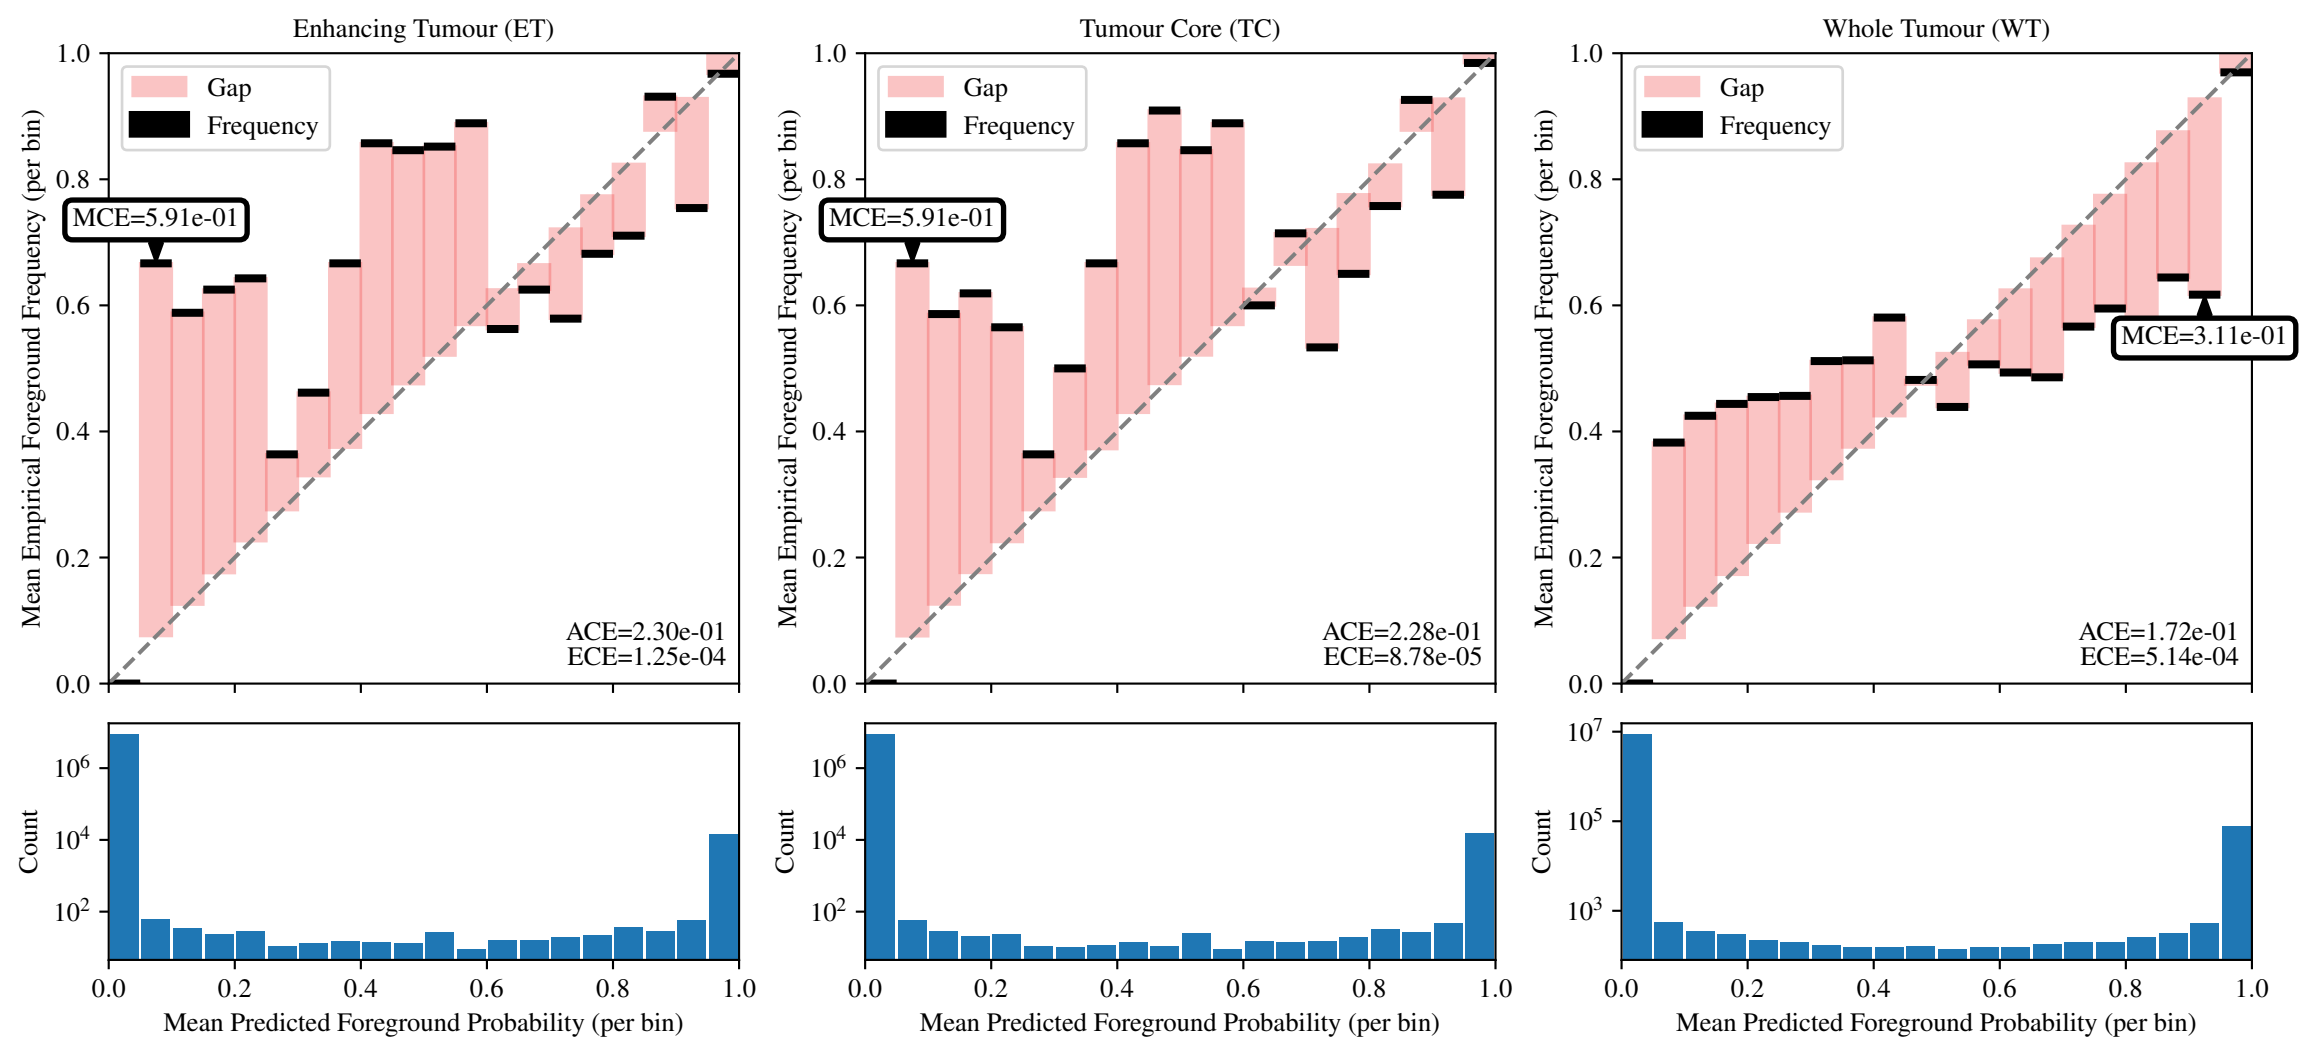 Enhancing Tumour (ET)
Mean Empirical Foreground Frequency (per bin)
1.0
0.8
0.6
0.4
0.2
0.0
Gap
Frequency
MCE=5.91e-01
ACE=2.30e-01
ECE=1.25e-04
Count
10^6
10^4
10^2
0.0 0.2 0.4 0.6 0.8 1.0
Mean Predicted Foreground Probability (per bin)
Tumour Core (TC)
Mean Empirical Foreground Frequency (per bin)
1.0
0.8
0.6
0.4
0.2
0.0
Gap
Frequency
MCE=5.91e-01
ACE=2.28e-01
ECE=8.78e-05
Count
10^6
10^4
10^2
0.0 0.2 0.4 0.6 0.8 1.0
Mean Predicted Foreground Probability (per bin)
Whole Tumour (WT)
Mean Empirical Foreground Frequency (per bin)
1.0
0.8
0.6
0.4
0.2
0.0
Gap
Frequency
MCE=3.11e-01
ACE=1.72e-01
ECE=5.14e-04
Count
10^7
10^5
10^3
0.0 0.2 0.4 0.6 0.8 1.0
Mean Predicted Foreground Probability (per bin)